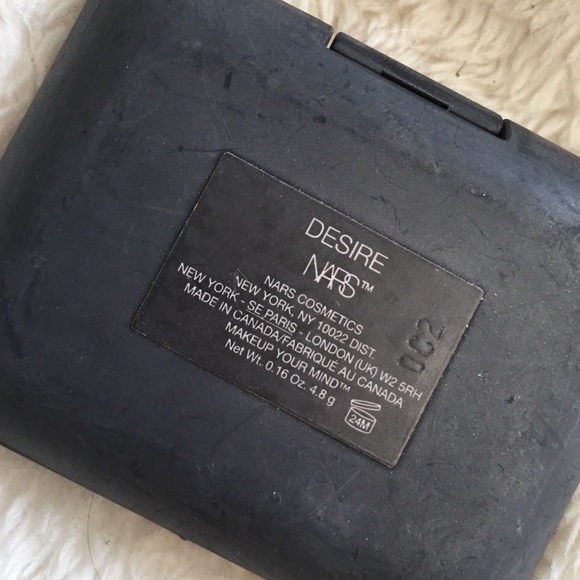 DESIRE
NARS™
NARS COSMETICS
NEW YORK, NY 10022 DIST.
NEW YORK - SE PARIS - LONDON (UK) W2 5RH
MADE IN CANADA/FABRIQUÉ AU CANADA
MAKEUP YOUR MIND™
Net Wt. 0.16 Oz. 4.8 g
24M
0C2